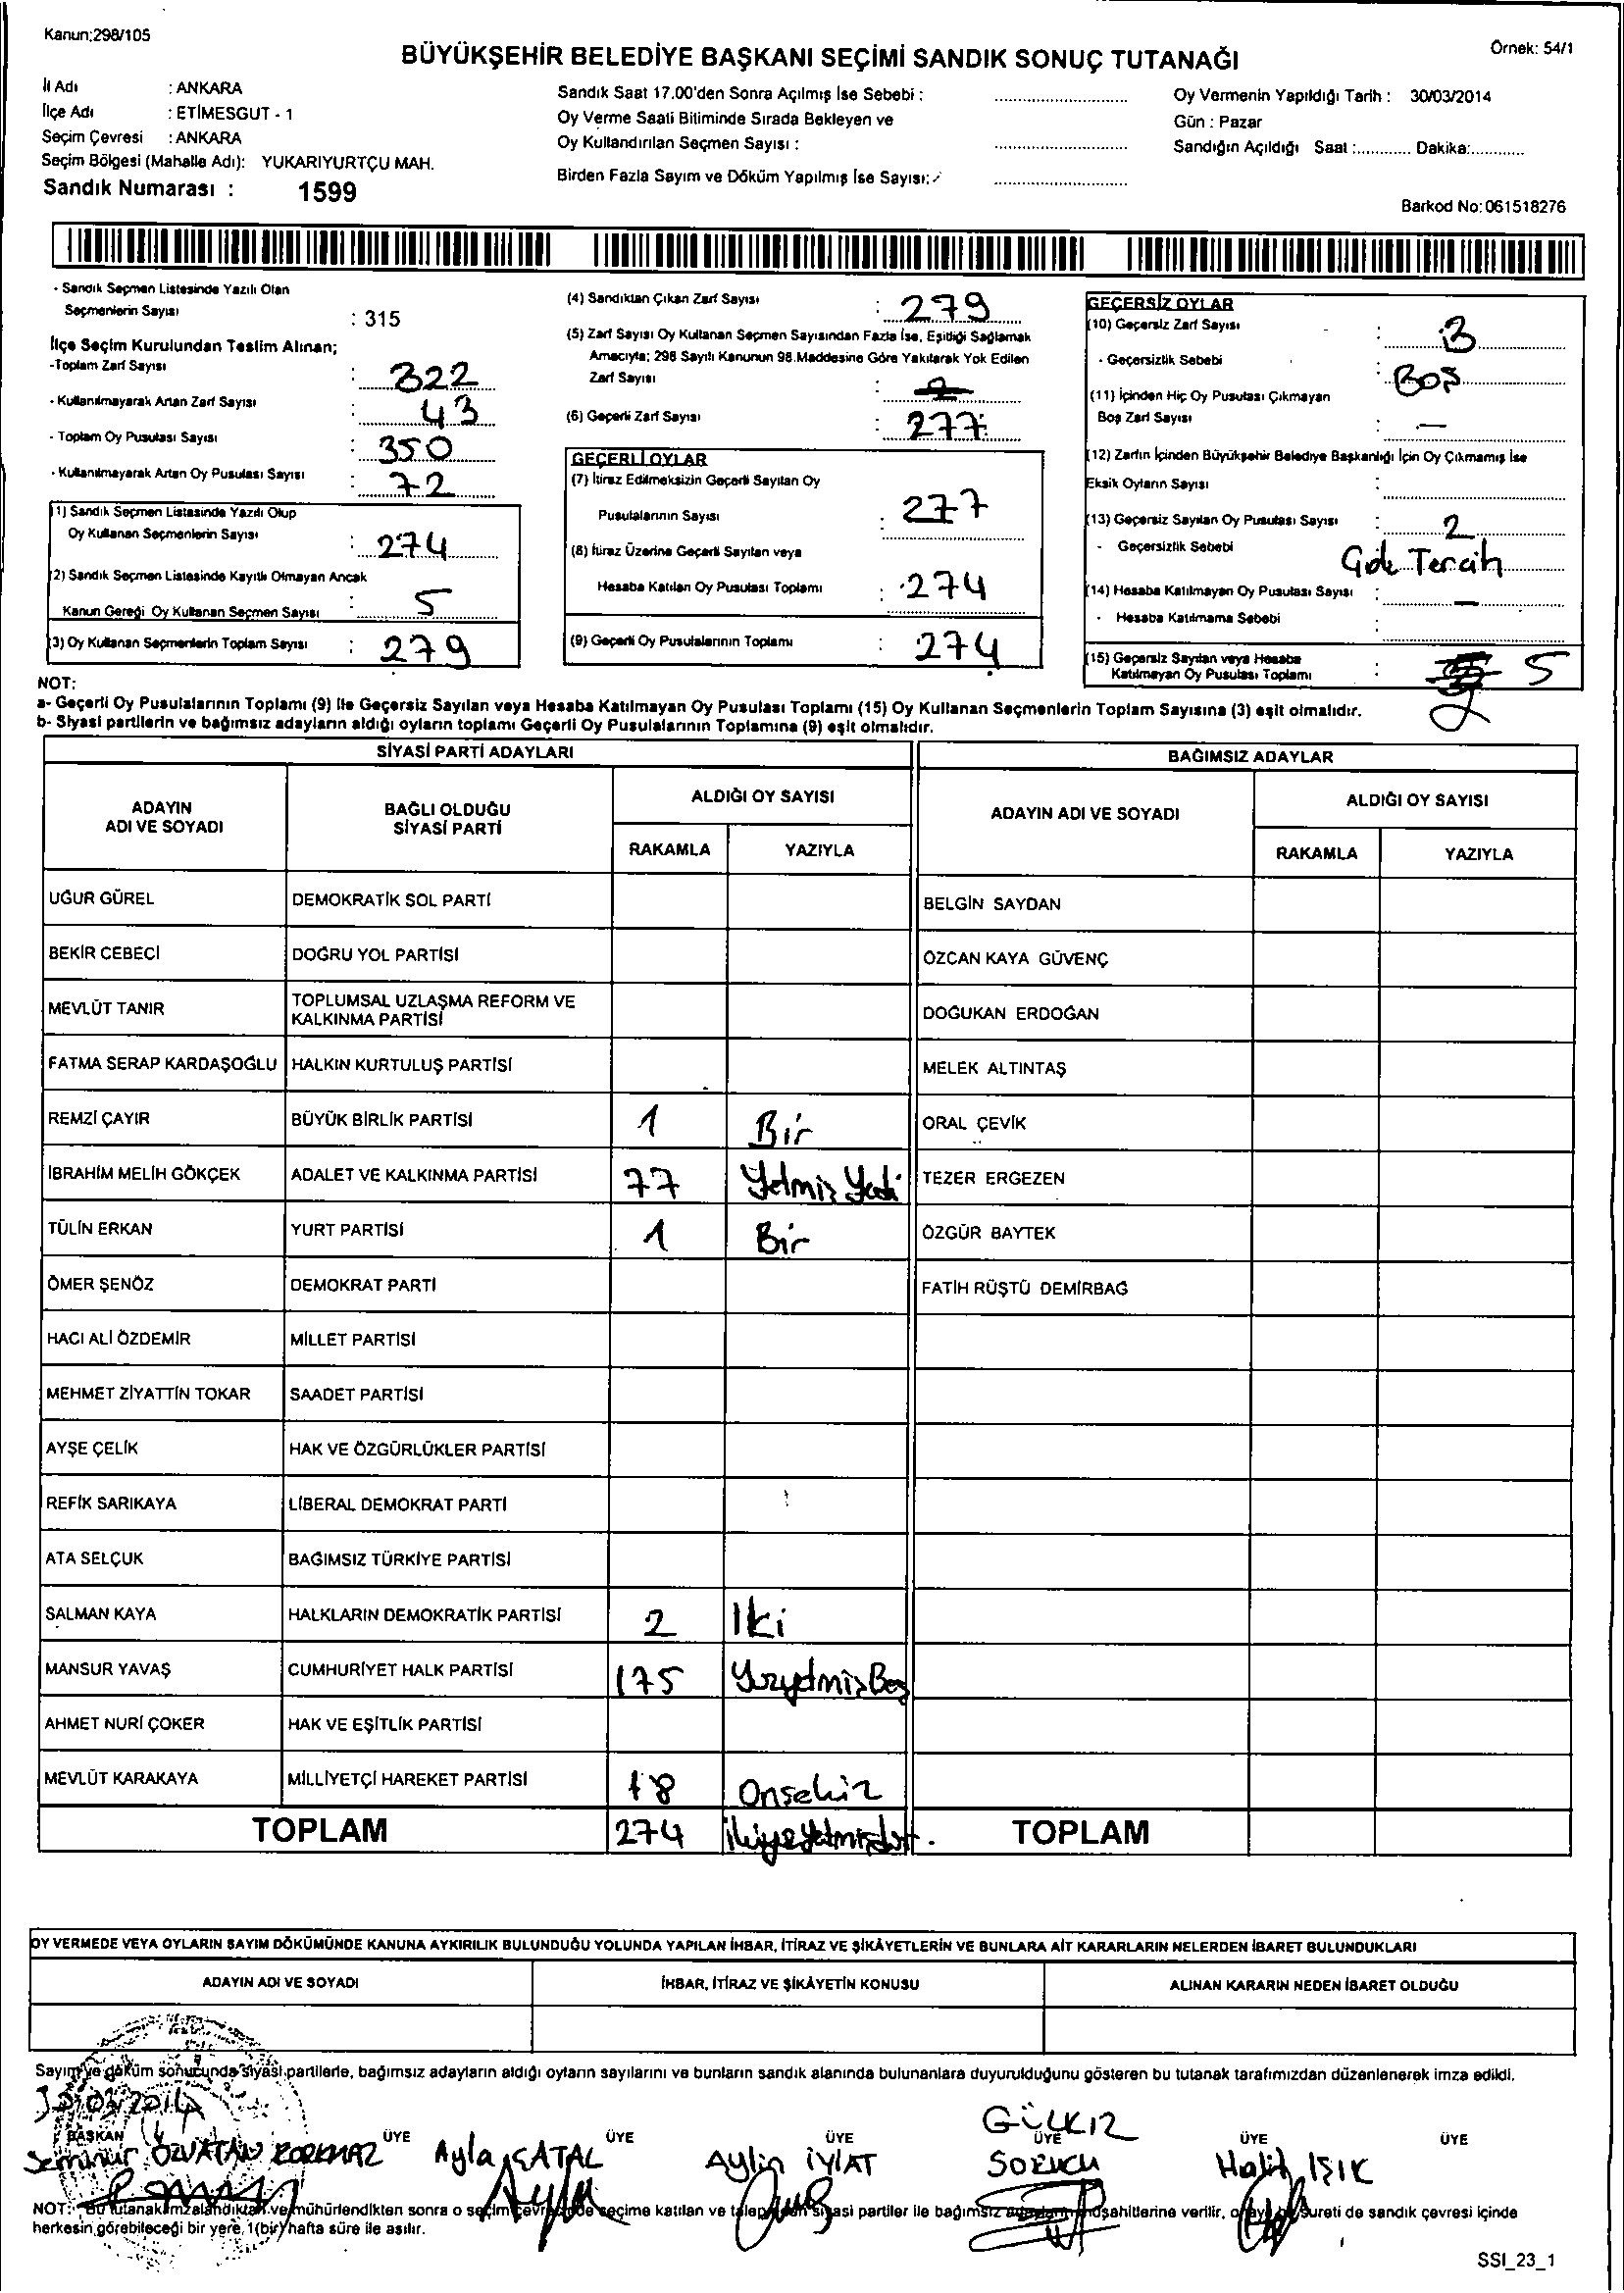 Kanun:298/105
Örnek: 54/1
BÜYÜKŞEHİR BELEDİYE BAŞKANI SEÇİMİ SANDIK SONUÇ TUTANAĞI
İl Adı : ANKARA
İlçe Adı : ETİMESGUT - 1
Seçim Çevresi : ANKARA
Seçim Bölgesi (Mahalle Adı): YUKARIYURTÇU MAH.
Sandık Numarası : 1599
Sandık Saat 17.00'den Sonra Açılmış İse Sebebi : ..............................
Oy Verme Saati Bitiminde Sırada Bekleyen ve
Oy Kullandırılan Seçmen Sayısı : ..............................
Birden Fazla Sayım ve Döküm Yapılmış İse Sayısı: ..............................
Oy Vermenin Yapıldığı Tarih : 30/03/2014
Gün : Pazar
Sandığın Açıldığı Saat :............ Dakika:............
Barkod No:061518276
- Sandık Seçmen Listesinde Yazılı Olan
Seçmenlerin Sayısı : 315
İlçe Seçim Kurulundan Teslim Alınan;
-Toplam Zarf Sayısı : 322
- Kullanılmayarak Artan Zarf Sayısı : 43
- Toplam Oy Pusulası Sayısı : 350
- Kullanılmayarak Artan Oy Pusulası Sayısı : 72
(1) Sandık Seçmen Listasinde Yazılı Olup
Oy Kullanan Seçmenlerin Sayısı : 274
(2) Sandık Seçmen Listesinde Kayıtlı Olmayan Ancak
Kanun Gereği Oy Kullanan Seçmen Sayısı : 5
(3) Oy Kullanan Seçmenlerin Toplam Sayısı : 279
(4) Sandıktan Çıkan Zarf Sayısı : 279
(5) Zarf Sayısı Oy Kullanan Seçmen Sayısından Fazla İse, Eşitliği Sağlamak
Amacıyla; 298 Sayılı Kanunun 98.Maddesine Göre Yakılarak Yok Edilen
Zarf Sayısı :
(6) Geçerli Zarf Sayısı : 277
GEÇERLİ OYLAR
(7) İtiraz Edilmeksizin Geçerli Sayılan Oy
Pusulalarının Sayısı : 277
(8) İtiraz Üzerine Geçerli Sayılan veya
Hesaba Katılan Oy Pusulası Toplamı : 274
(9) Geçerli Oy Pusulalarının Toplamı : 274
GEÇERSİZ OYLAR
(10) Geçersiz Zarf Sayısı : 3
- Geçersizlik Sebebi : BOŞ
(11) İçinden Hiç Oy Pusulası Çıkmayan
Boş Zarf Sayısı : —
(12) Zarfın İçinden Büyükşehir Belediye Başkanlığı İçin Oy Çıkmamış İse
Eksik Oyların Sayısı :
(13) Geçersiz Sayılan Oy Pusulası Sayısı : 2
- Geçersizlik Sebebi Tercih
(14) Hesaba Katılmayan Oy Pusulası Sayısı : —
- Hesaba Katılmama Sebebi :
(15) Geçersiz Sayılan veya Hesaba
Katılmayan Oy Pusulası Toplamı : 5
NOT:
a- Geçerli Oy Pusulalarının Toplamı (9) ile Geçersiz Sayılan veya Hesaba Katılmayan Oy Pusulası Toplamı (15) Oy Kullanan Seçmenlerin Toplam Sayısına (3) eşit olmalıdır.
b- Siyasi partilerin ve bağımsız adayların aldığı oyların toplamı Geçerli Oy Pusulalarının Toplamına (9) eşit olmalıdır.
SİYASİ PARTİ ADAYLARI
ADAYIN
ADI VE SOYADI
BAĞLI OLDUĞU
SİYASİ PARTİ
ALDIĞI OY SAYISI
RAKAMLA YAZIYLA
UĞUR GÜREL DEMOKRATİK SOL PARTİ
BEKİR CEBECİ DOĞRU YOL PARTİSİ
MEVLÜT TANIR TOPLUMSAL UZLAŞMA REFORM VE
KALKINMA PARTİSİ
FATMA SERAP KARDAŞOĞLU HALKIN KURTULUŞ PARTİSİ
REMZİ ÇAYIR BÜYÜK BİRLİK PARTİSİ 1 Bir
İBRAHİM MELİH GÖKÇEK ADALET VE KALKINMA PARTİSİ 77 Yetmiş Yedi
TÜLİN ERKAN YURT PARTİSİ 1 Bir
ÖMER ŞENÖZ DEMOKRAT PARTİ
HACI ALİ ÖZDEMİR MİLLET PARTİSİ
MEHMET ZİYATTİN TOKAR SAADET PARTİSİ
AYŞE ÇELİK HAK VE ÖZGÜRLÜKLER PARTİSİ
REFİK SARIKAYA LİBERAL DEMOKRAT PARTİ
ATA SELÇUK BAĞIMSIZ TÜRKİYE PARTİSİ
SALMAN KAYA HALKLARIN DEMOKRATİK PARTİSİ 2 Iki
MANSUR YAVAŞ CUMHURİYET HALK PARTİSİ 175 YüzyetmişBeş
AHMET NURİ ÇOKER HAK VE EŞİTLİK PARTİSİ
MEVLÜT KARAKAYA MİLLİYETÇİ HAREKET PARTİSİ 18 Onsekiz
TOPLAM 274 ikiyüzyetmişdört.
BAĞIMSIZ ADAYLAR
ADAYIN ADI VE SOYADI
ALDIĞI OY SAYISI
RAKAMLA YAZIYLA
BELGİN SAYDAN
ÖZCAN KAYA GÜVENÇ
DOĞUKAN ERDOĞAN
MELEK ALTINTAŞ
ORAL ÇEVİK
TEZER ERGEZEN
ÖZGÜR BAYTEK
FATİH RÜŞTÜ DEMİRBAĞ
TOPLAM
OY VERMEDE VEYA OYLARIN SAYIM DÖKÜMÜNDE KANUNA AYKIRILIK BULUNDUĞU YOLUNDA YAPILAN İHBAR, İTİRAZ VE ŞİKÂYETLERİN VE BUNLARA AİT KARARLARIN NELERDEN İBARET BULUNDUKLARI
ADAYIN ADI VE SOYADI İHBAR, İTİRAZ VE ŞİKÂYETİN KONUSU ALINAN KARARIN NEDEN İBARET OLDUĞU
Sayım ve döküm sonucunda siyasi partilerle, bağımsız adayların aldığı oyların sayılarını ve bunların sandık alanında bulunanlara duyurulduğunu gösteren bu tutanak tarafımızdan düzenlenerek imza edildi.
30/03/2014
BAŞKAN ÜYE ÜYE ÜYE ÜYE ÜYE ÜYE
Semanur ÖZVATAN KORKMAZ Ayla ÇATAL Aylin İYİAT GÜLKIZ SORUCU Halit IŞIK
NOT: Bu tutanak imzalandıktan ve mühürlendikten sonra o seçim çevresinde seçime katılan ve talep eden siyasi partiler ile bağımsız adayların müşahitlerine verilir, onaylı bir sureti de sandık çevresi içinde
herkesin görebileceği bir yere, 1(bir) hafta süre ile asılır.
SSI_23_1